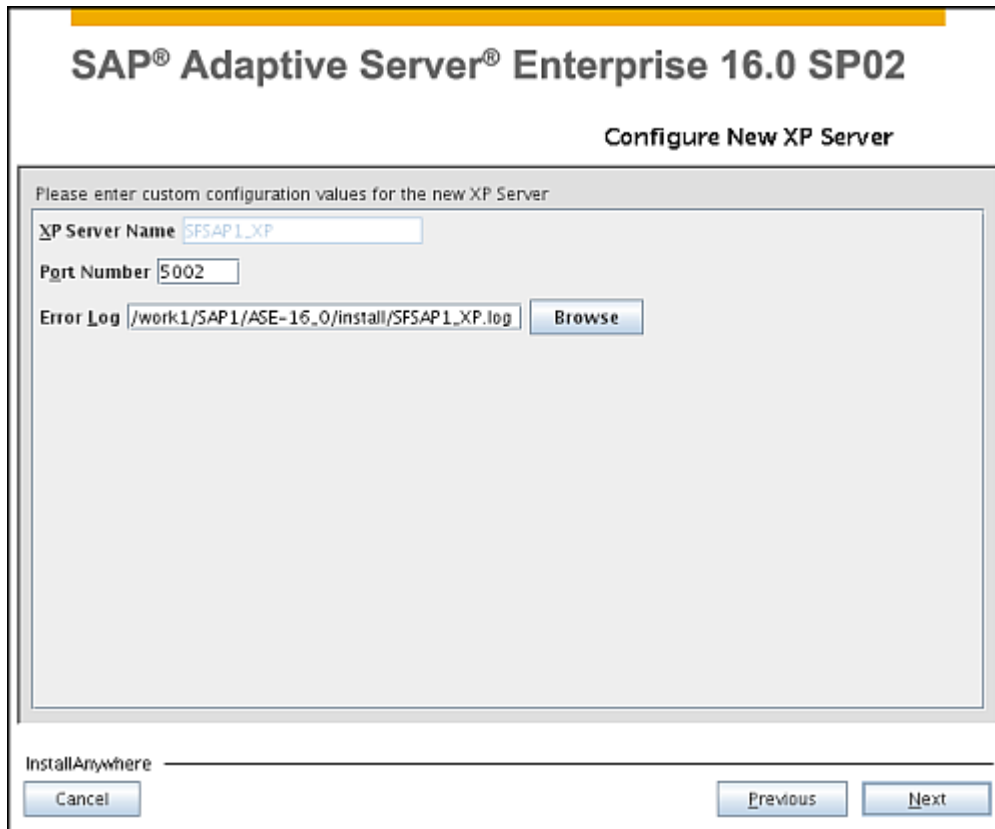 SAP® Adaptive Server® Enterprise 16.0 SP02
Configure New XP Server
Please enter custom configuration values for the new XP Server
XP Server Name SFSAP1_XP
Port Number 5002
Error Log /work1/SAP1/ASE-16_0/install/SFSAP1_XP.log Browse
InstallAnywhere
Cancel Previous Next